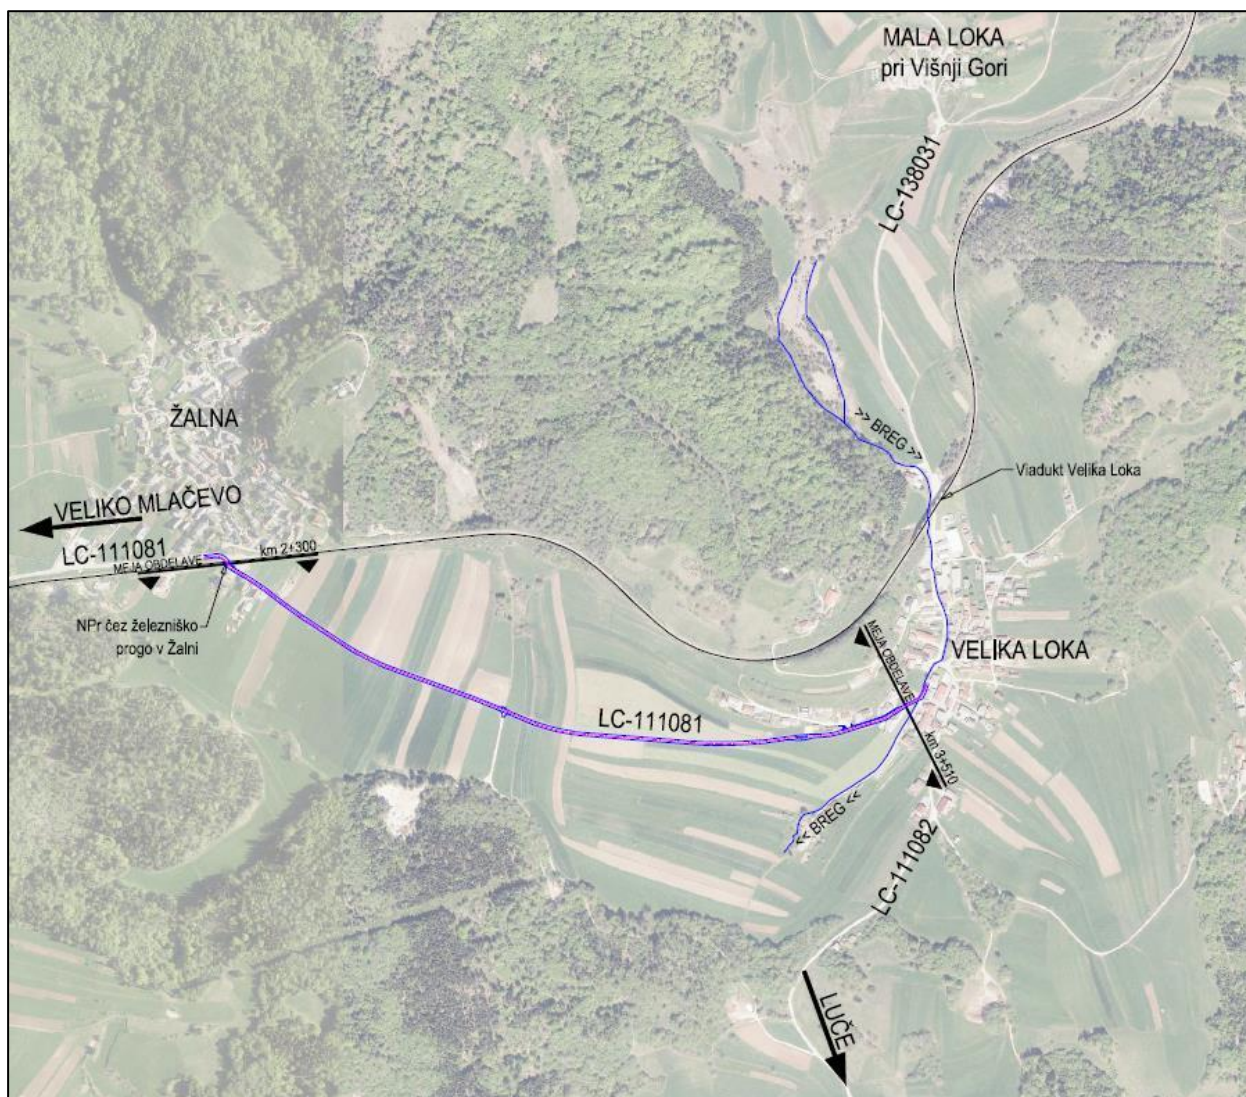 MALA LOKA
pri Višnji Gori
LC-138031
>> BREG >>
ŽALNA
Viadukt Velika Loka
VELIKO MLAČEVO
LC-111081
MEJA OBDELAVE
km 2+300
NPr čez železniško
progo v Žalni
MEJA OBDELAVE
VELIKA LOKA
LC-111081
km 3+510
<< BREG <<
LC-111082
LUČE